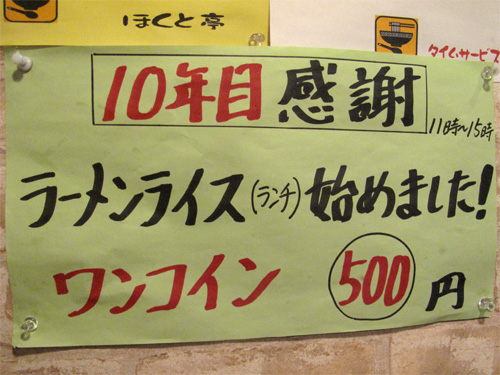 ほくと亭
タイムサービス
10年目 感謝
11時~15時
ラーメンライス(ランチ)始めました!
ワンコイン 500円